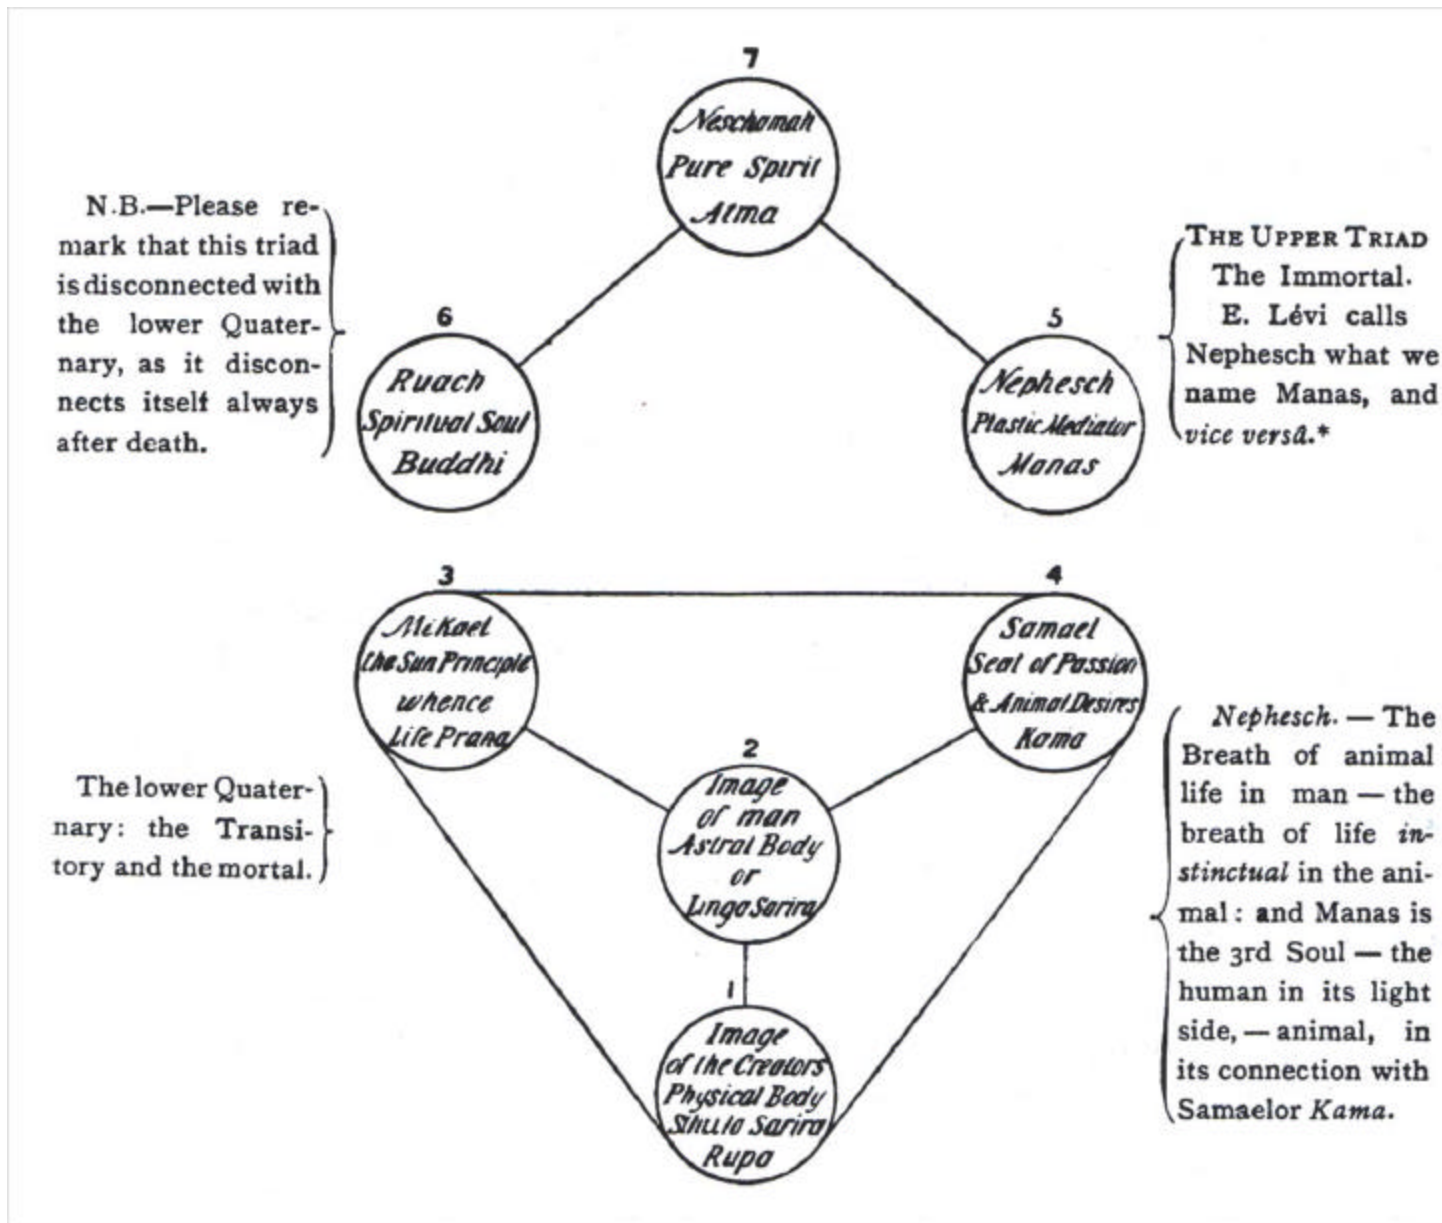 7
Neschamah
Pure Spirit
Atma
N.B.—Please re-
mark that this triad
is disconnected with
the lower Quater-
nary, as it discon-
nects itself always
after death.
THE UPPER TRIAD
The Immortal.
E. Lévi calls
Nephesch what we
name Manas, and
vice versâ.*
6
Ruach
Spiritual Soul
Buddhi
5
Nephesch
Plastic Mediator
Manas
3
Mikael
the Sun Principle
whence
Life Prana
4
Samael
Seat of Passion
& Animal Desires
Kama
2
Image
of man
Astral Body
or
Linga Sarira
The lower Quater-
nary: the Transi-
tory and the mortal.
Nephesch. — The
Breath of animal
life in man — the
breath of life in-
stinctual in the ani-
mal: and Manas is
the 3rd Soul — the
human in its light
side, — animal, in
its connection with
Samaelor Kama.
1
Image
of the Creators
Physical Body
Sthula Sarira
Rupa